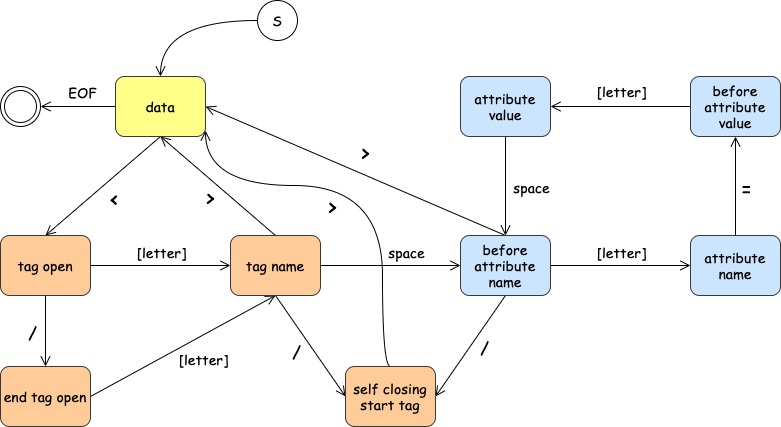 S
EOF
data
attribute
value
[letter]
before
attribute
value
>
<
>
>
space
=
tag open
[letter]
tag name
space
before
attribute
name
[letter]
attribute
name
/
[letter]
/
/
end tag open
self closing
start tag